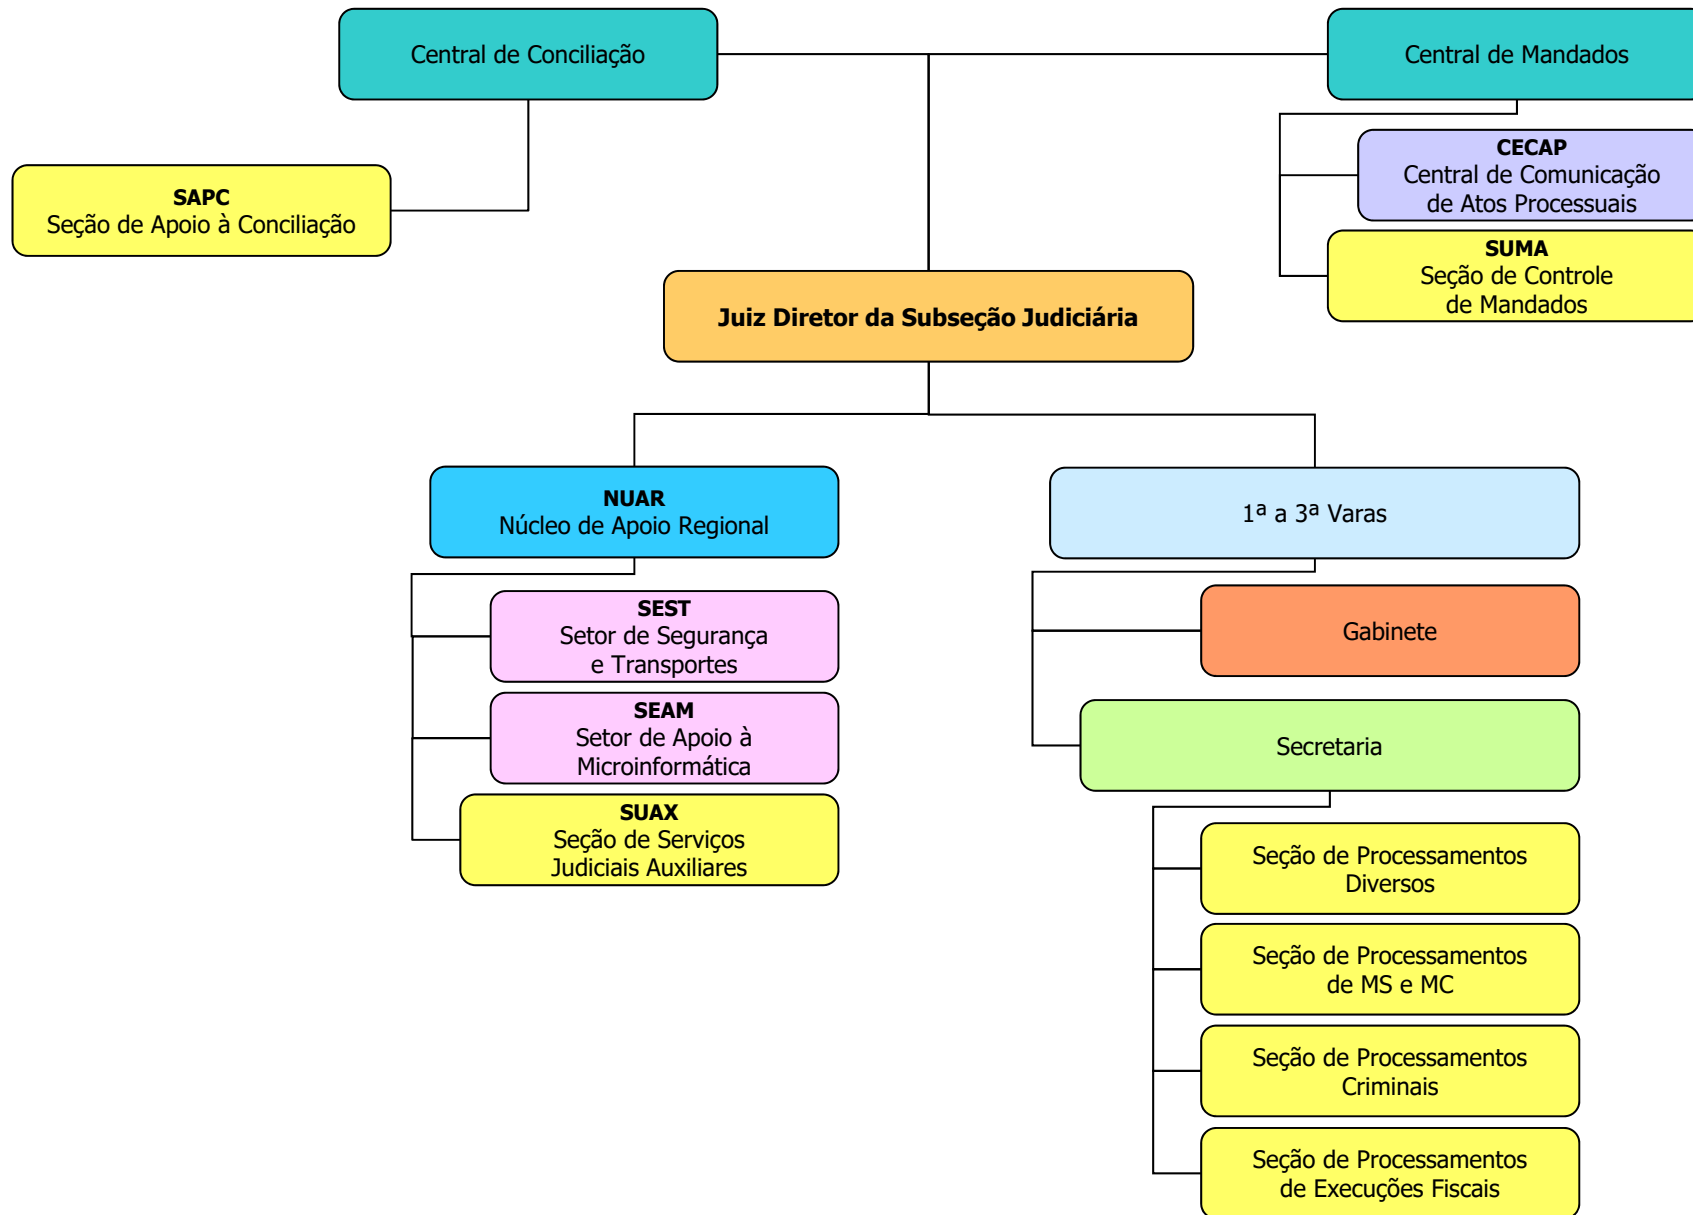 Central de Conciliação
Central de Mandados
SAPC
Seção de Apoio à Conciliação
CECAP
Central de Comunicação
de Atos Processuais
SUMA
Seção de Controle
de Mandados
Juiz Diretor da Subseção Judiciária
NUAR
Núcleo de Apoio Regional
SEST
Setor de Segurança
e Transportes
SEAM
Setor de Apoio à
Microinformática
SUAX
Seção de Serviços
Judiciais Auxiliares
1ª a 3ª Varas
Gabinete
Secretaria
Seção de Processamentos
Diversos
Seção de Processamentos
de MS e MC
Seção de Processamentos
Criminais
Seção de Processamentos
de Execuções Fiscais